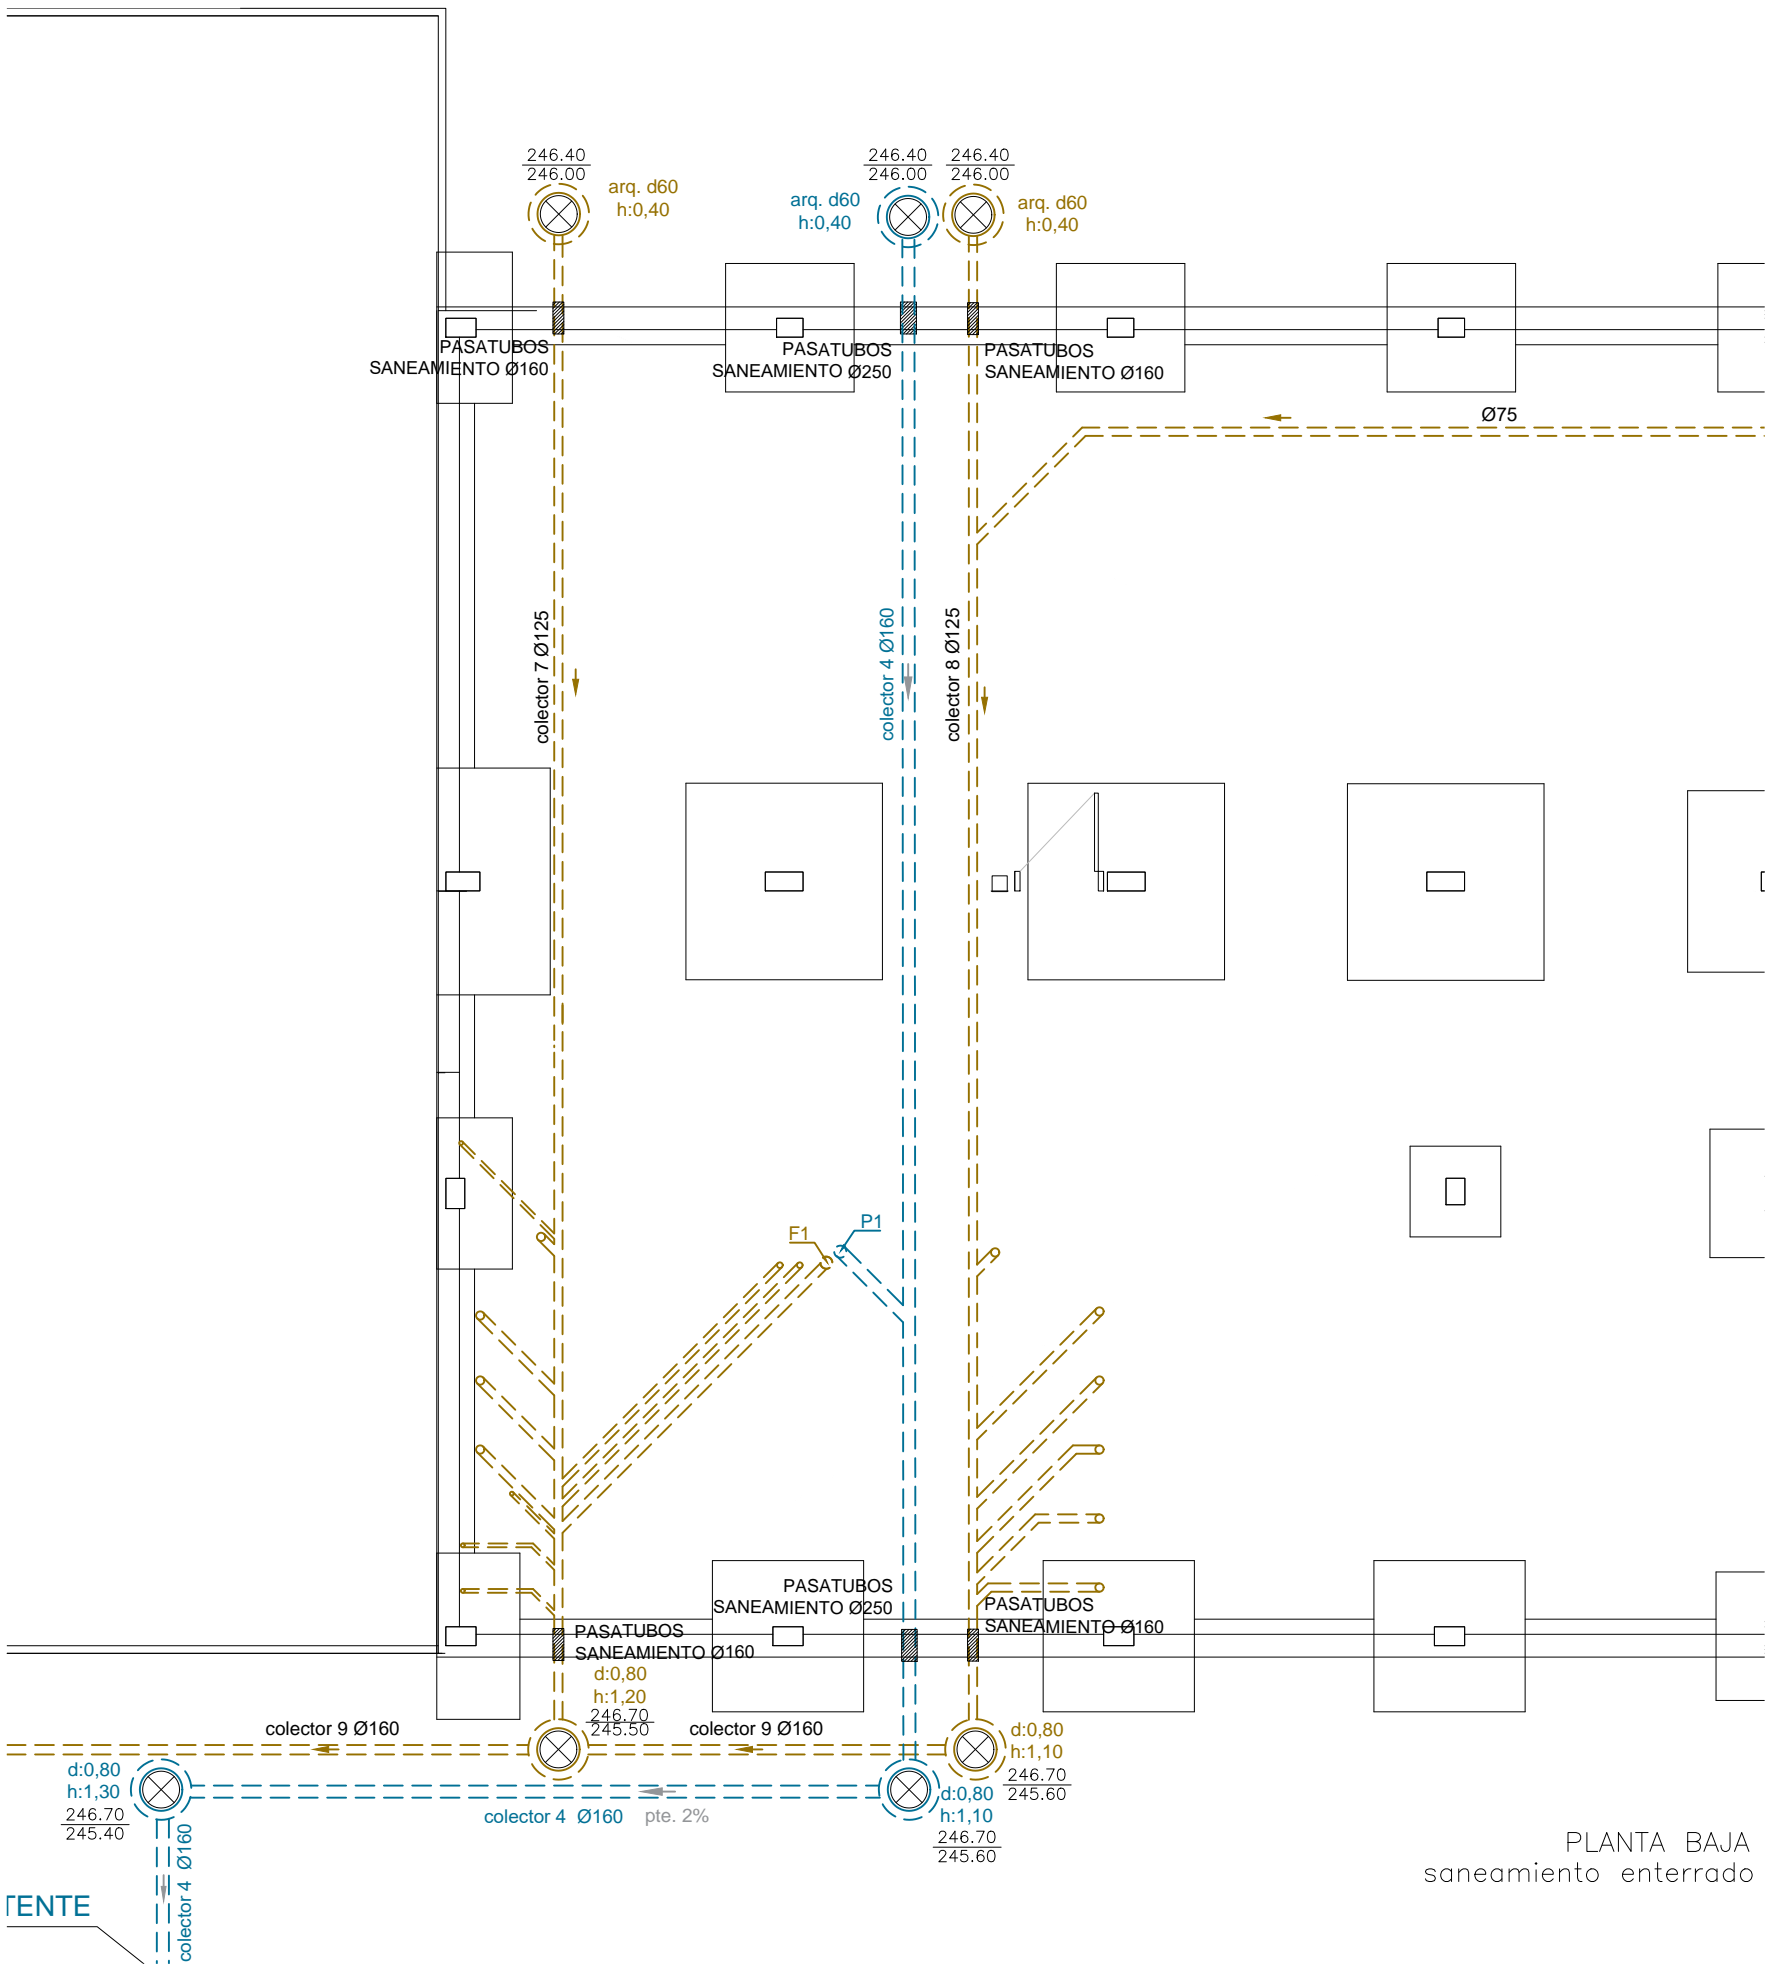 246.40
246.00
arq. d60
h:0,40
246.40
246.00
arq. d60
h:0,40
246.40
246.00
arq. d60
h:0,40
PASATUBOS
SANEAMIENTO Ø160
PASATUBOS
SANEAMIENTO Ø250
PASATUBOS
SANEAMIENTO Ø160
Ø75
colector 7 Ø125
colector 4 Ø160
colector 8 Ø125
F1
P1
PASATUBOS
SANEAMIENTO Ø250
PASATUBOS
SANEAMIENTO Ø160
PASATUBOS
SANEAMIENTO Ø160
d:0,80
h:1,20
246.70
245.50
colector 9 Ø160
colector 9 Ø160
d:0,80
h:1,10
246.70
245.60
d:0,80
h:1,30
246.70
245.40
colector 4 Ø160 pte. 2%
d:0,80
h:1,10
246.70
245.60
colector 4 Ø160
TENTE
PLANTA BAJA
saneamiento enterrado